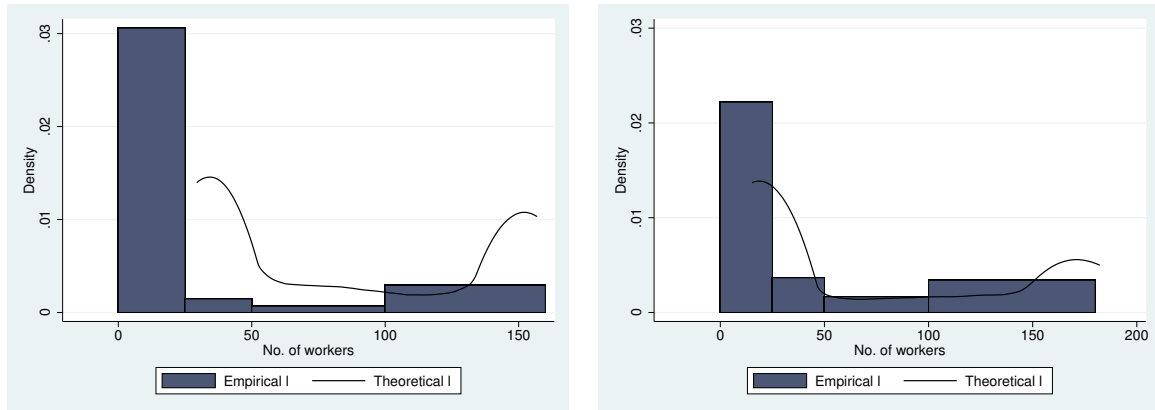 .03
.02
.01
0
Density
0 50 100 150
No. of workers
Empirical l Theoretical l
.03
.02
.01
0
Density
0 50 100 150 200
No. of workers
Empirical l Theoretical l